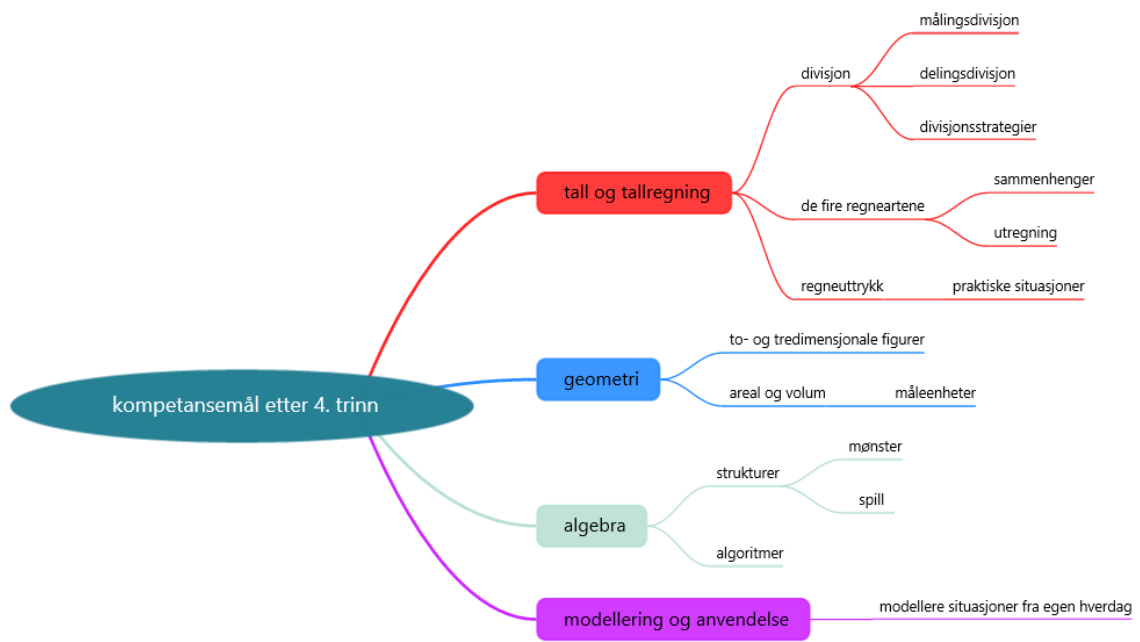 kompetansemål etter 4. trinn
tall og tallregning
divisjon
målingsdivisjon
delingsdivisjon
divisjonsstrategier
de fire regneartene
sammenhenger
utregning
regneuttrykk
praktiske situasjoner
geometri
to- og tredimensjonale figurer
areal og volum
måleenheter
algebra
strukturer
mønster
spill
algoritmer
modellering og anvendelse
modellere situasjoner fra egen hverdag